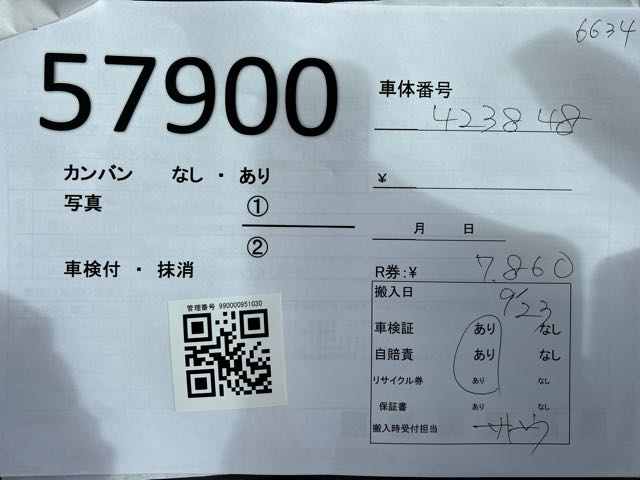 6634
57900
車体番号
423848
カンバン なし ・ あり
¥
写真 ①
月 日
②
車検付 ・ 抹消
R券:¥ 7,860
管理番号 990000951030
搬入日 9/23
車検証 あり なし
自賠責 あり なし
リサイクル券 あり なし
保証書 あり なし
搬入時受付担当